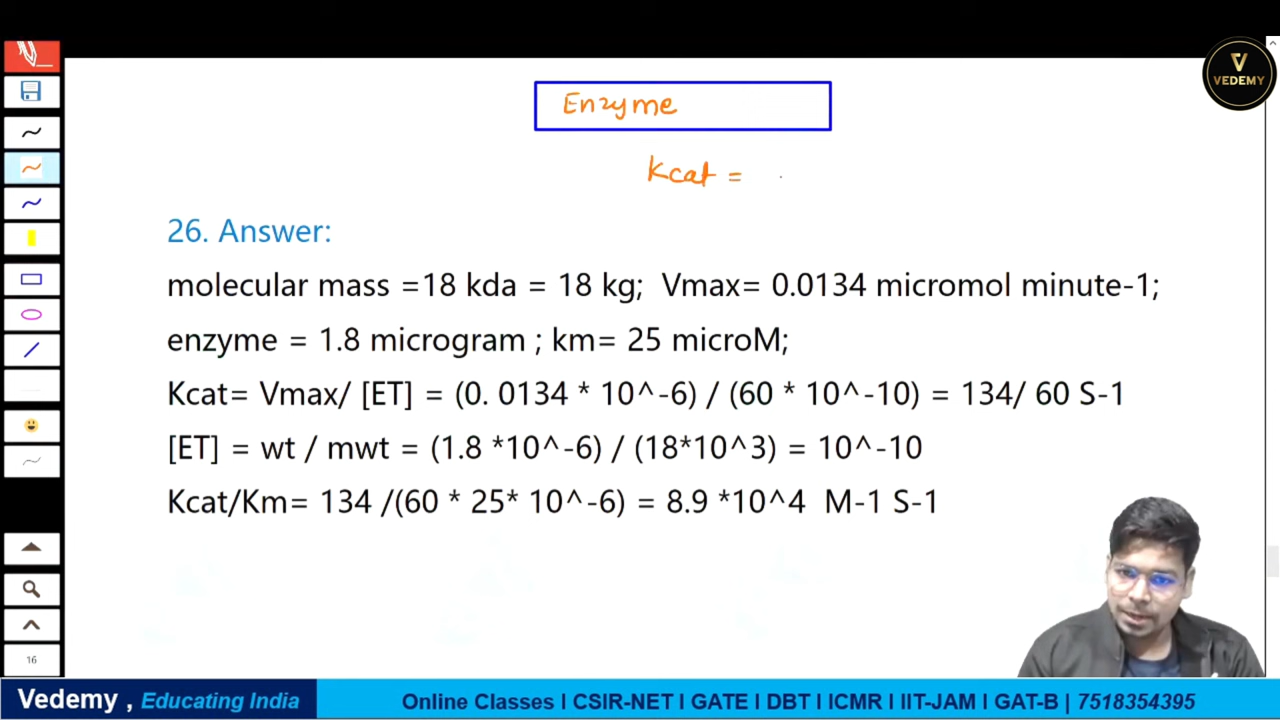 V
VEDEMY
Enzyme
Kcat =
26. Answer:
molecular mass =18 kda = 18 kg; Vmax= 0.0134 micromol minute-1;
enzyme = 1.8 microgram ; km= 25 microM;
Kcat= Vmax/ [ET] = (0. 0134 * 10^-6) / (60 * 10^-10) = 134/ 60 S-1
[ET] = wt / mwt = (1.8 *10^-6) / (18*10^3) = 10^-10
Kcat/Km= 134 /(60 * 25* 10^-6) = 8.9 *10^4 M-1 S-1
16
Vedemy , Educating India
Online Classes I CSIR-NET I GATE I DBT I ICMR I IIT-JAM I GAT-B | 7518354395